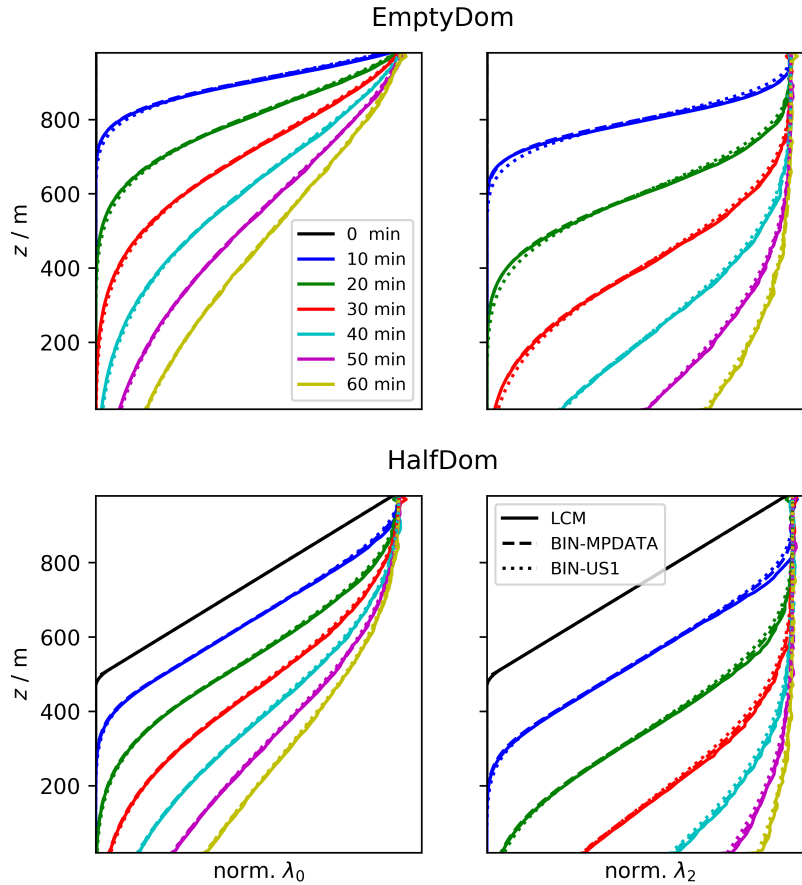 EmptyDom
z / m
800
600
400
200
0 min
10 min
20 min
30 min
40 min
50 min
60 min
HalfDom
z / m
800
600
400
200
LCM
BIN-MPDATA
BIN-US1
norm. λ₀
norm. λ₂